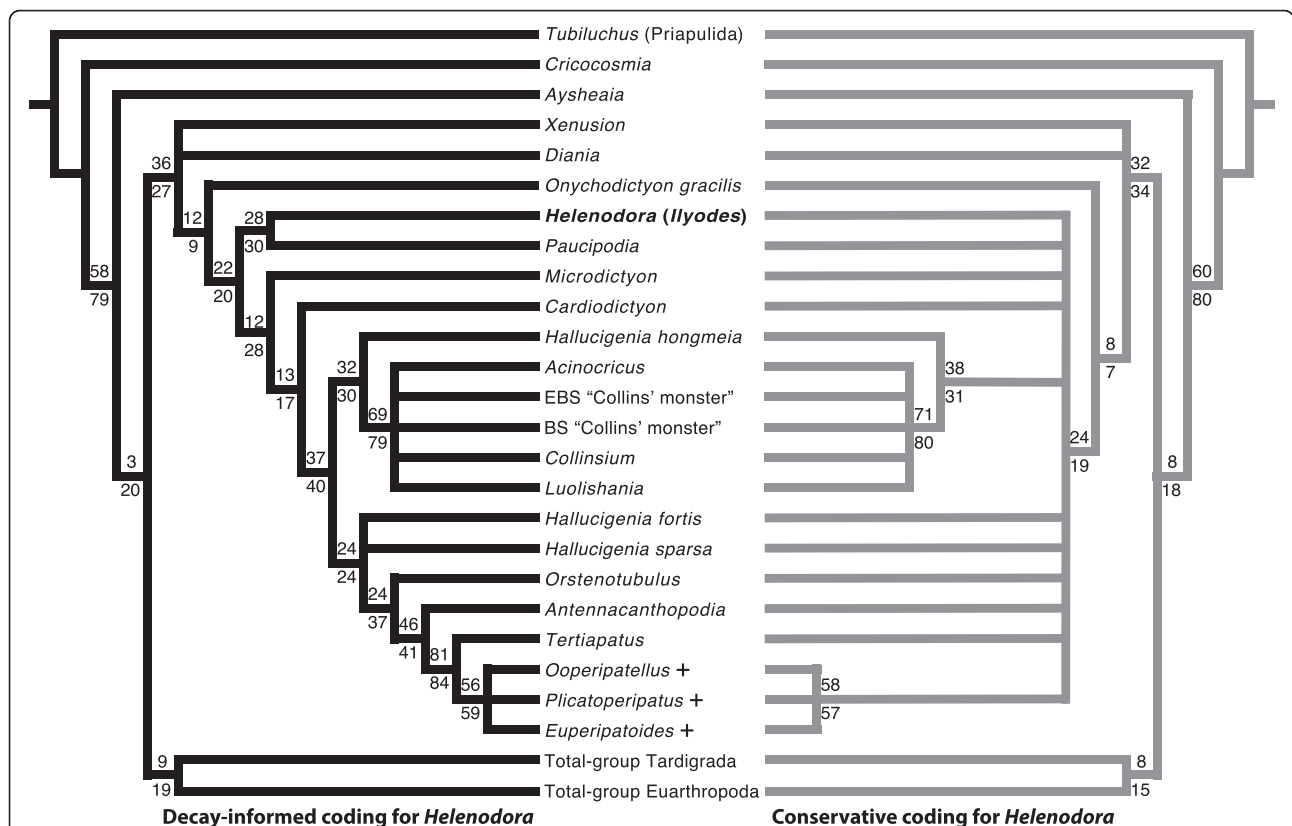 Tubiluchus (Priapulida)
Cricocosmia
Aysheaia
Xenusion
36
Diania
32
27
Onychodictyon gracilis
34
12
28
Helenodora (Ilyodes)
9
30
Paucipodia
22
58
Microdictyon
60
79
20
80
Cardiodictyon
12
Hallucigenia hongmeia
28
8
13
32
Acinocricus
38
7
17
30
EBS “Collins’ monster”
31
69
BS “Collins’ monster”
71
79
80
24
37
Collinsium
3
19
8
40
Luolishania
20
18
Hallucigenia fortis
24
Hallucigenia sparsa
24
Orstenotubulus
24
Antennacanthopodia
37
46
41
Tertiapatus
81
Ooperipatellus +
84
56
58
Plicatoperipatus +
59
57
Euperipatoides +
9
Total-group Tardigrada
8
19
Total-group Euarthropoda
15
Decay-informed coding for Helenodora
Conservative coding for Helenodora